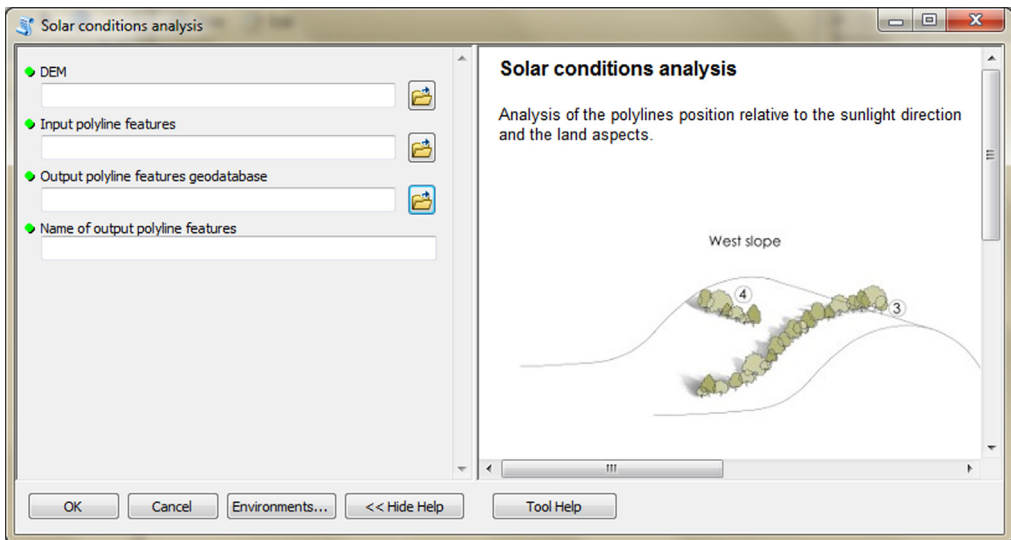 Solar conditions analysis
DEM
Input polyline features
Output polyline features geodatabase
Name of output polyline features
Solar conditions analysis
Analysis of the polylines position relative to the sunlight direction
and the land aspects.
West slope
4
3
OK
Cancel
Environments...
<< Hide Help
Tool Help